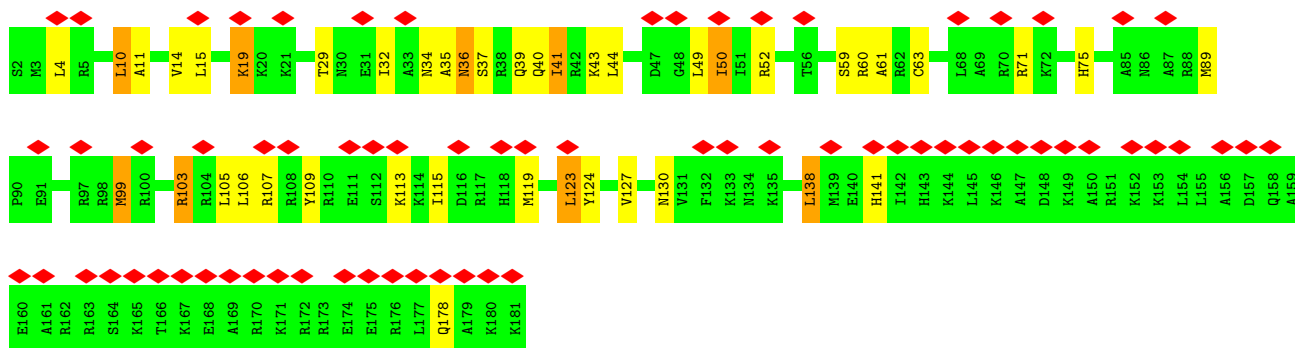 S2 M3 L4 R5 L10 A11 V14 L15 K19 K20 K21 T29 N30 E31 I32 A33 N34 A35 N36 S37 R38 Q39 Q40 I41 R42 K43 L44 D47 G48 L49 I50 I51 R52 T56 S59 R60 A61 R62 C63 L68 A69 R70 R71 K72 H75 A85 N86 A87 R88 M89
P90 E91 R97 R98 M99 R100 R103 R104 L105 L106 R107 R108 Y109 R110 E111 S112 K113 K114 I115 D116 R117 H118 M119 L123 Y124 V127 N130 V131 F132 K133 N134 K135 L138 M139 E140 H141 I142 H143 K144 L145 K146 A147 D148 K149 A150 R151 K152 K153 L154 L155 A156 D157 Q158 A159
E160 A161 R162 R163 S164 K165 T166 K167 E168 A169 R170 K171 R172 R173 E174 E175 R176 L177 Q178 A179 K180 K181